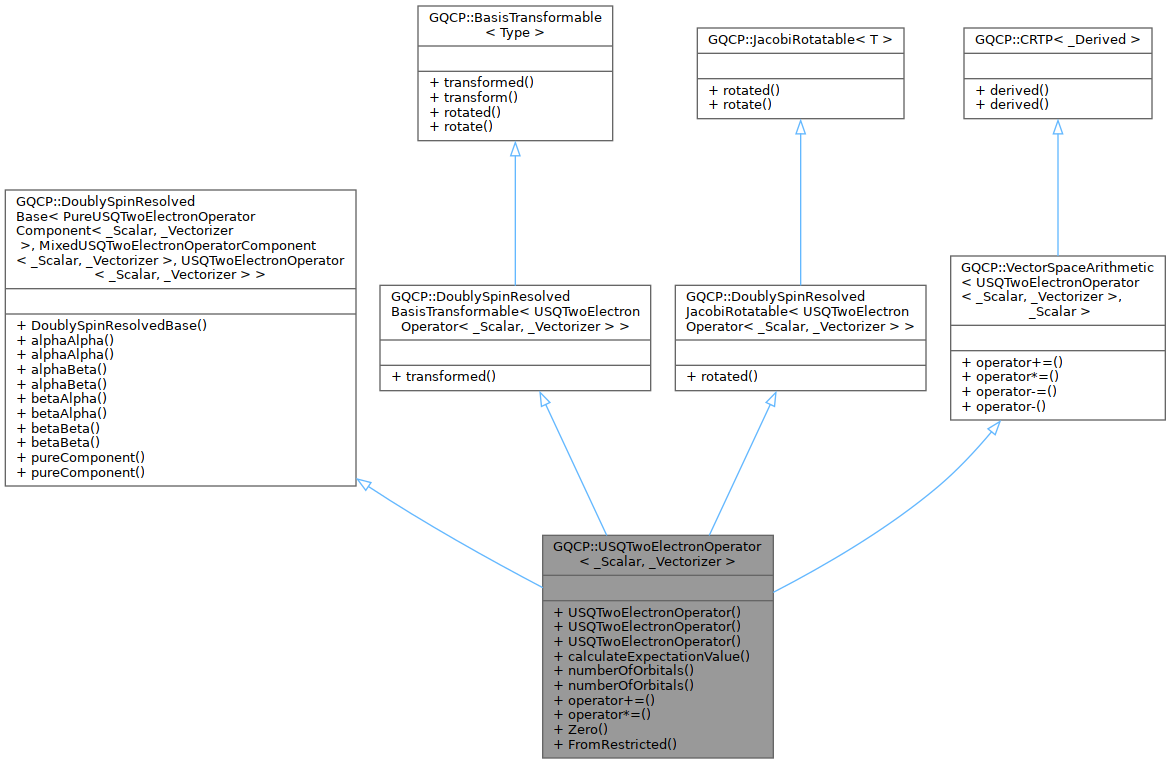 GQCP::BasisTransformable
< Type >
+ transformed()
+ transform()
+ rotated()
+ rotate()
GQCP::JacobiRotatable< T >
+ rotated()
+ rotate()
GQCP::CRTP< _Derived >
+ derived()
+ derived()
GQCP::DoublySpinResolved
Base< PureUSQTwoElectronOperator
Component< _Scalar, _Vectorizer
>, MixedUSQTwoElectronOperatorComponent
< _Scalar, _Vectorizer >, USQTwoElectronOperator
< _Scalar, _Vectorizer > >
+ DoublySpinResolvedBase()
+ alphaAlpha()
+ alphaAlpha()
+ alphaBeta()
+ alphaBeta()
+ betaAlpha()
+ betaAlpha()
+ betaBeta()
+ betaBeta()
+ pureComponent()
+ pureComponent()
GQCP::DoublySpinResolved
BasisTransformable< USQTwoElectron
Operator< _Scalar, _Vectorizer > >
+ transformed()
GQCP::DoublySpinResolved
JacobiRotatable< USQTwoElectron
Operator< _Scalar, _Vectorizer > >
+ rotated()
GQCP::VectorSpaceArithmetic
< USQTwoElectronOperator
< _Scalar, _Vectorizer >,
_Scalar >
+ operator+=()
+ operator*=()
+ operator-=()
+ operator-()
GQCP::USQTwoElectronOperator
< _Scalar, _Vectorizer >
+ USQTwoElectronOperator()
+ USQTwoElectronOperator()
+ USQTwoElectronOperator()
+ calculateExpectationValue()
+ numberOfOrbitals()
+ numberOfOrbitals()
+ operator+=()
+ operator*=()
+ Zero()
+ FromRestricted()